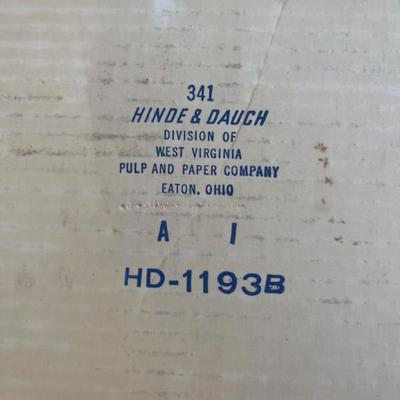 341
HINDE & DAUCH
DIVISION OF
WEST VIRGINIA
PULP AND PAPER COMPANY
EATON, OHIO
A I
HD-1193B